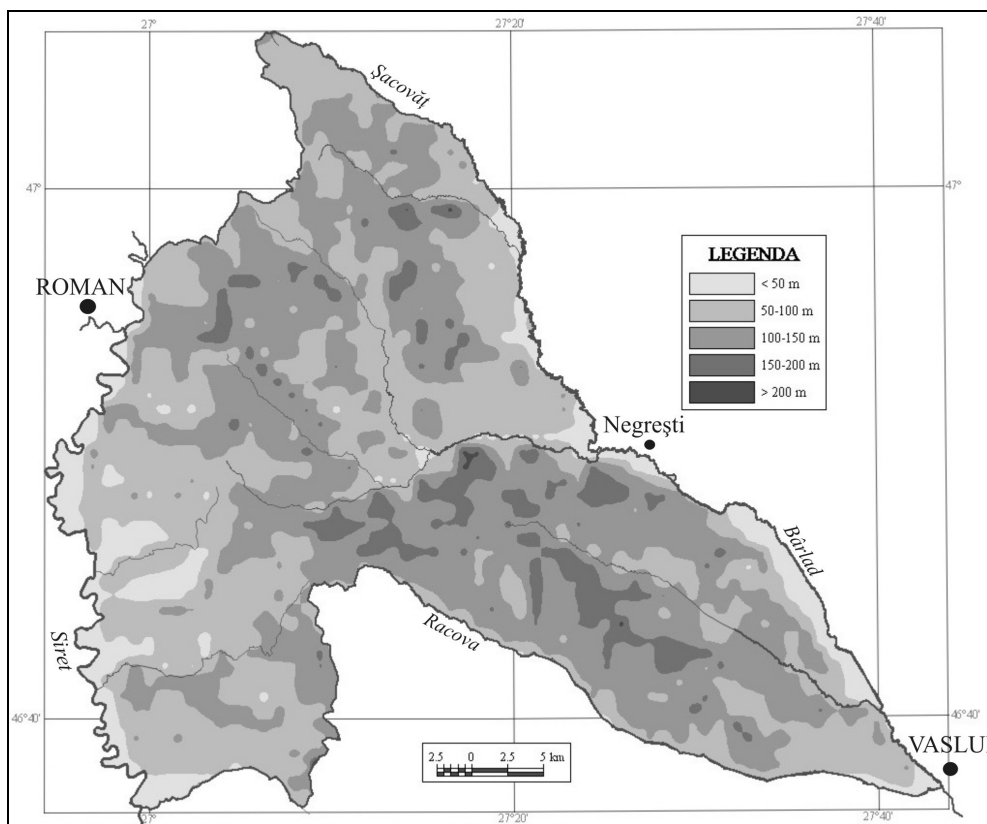 27°
27°20'
27°40'
Şacovăţ
47°
47°
ROMAN
LEGENDA
< 50 m
50-100 m
100-150 m
150-200 m
> 200 m
Negreşti
Bârlad
Racova
Siret
46°40'
46°40'
VASLUI
2.5 0 2.5 5 km
27°
27°20'
27°40'